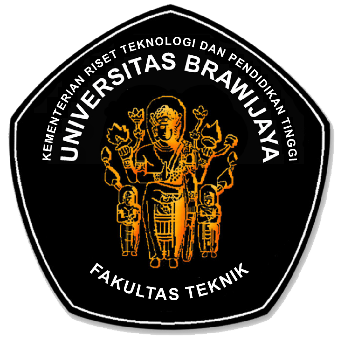 KEMENTERIAN RISET TEKNOLOGI DAN PENDIDIKAN TINGGI
UNIVERSITAS BRAWIJAYA
FAKULTAS TEKNIK